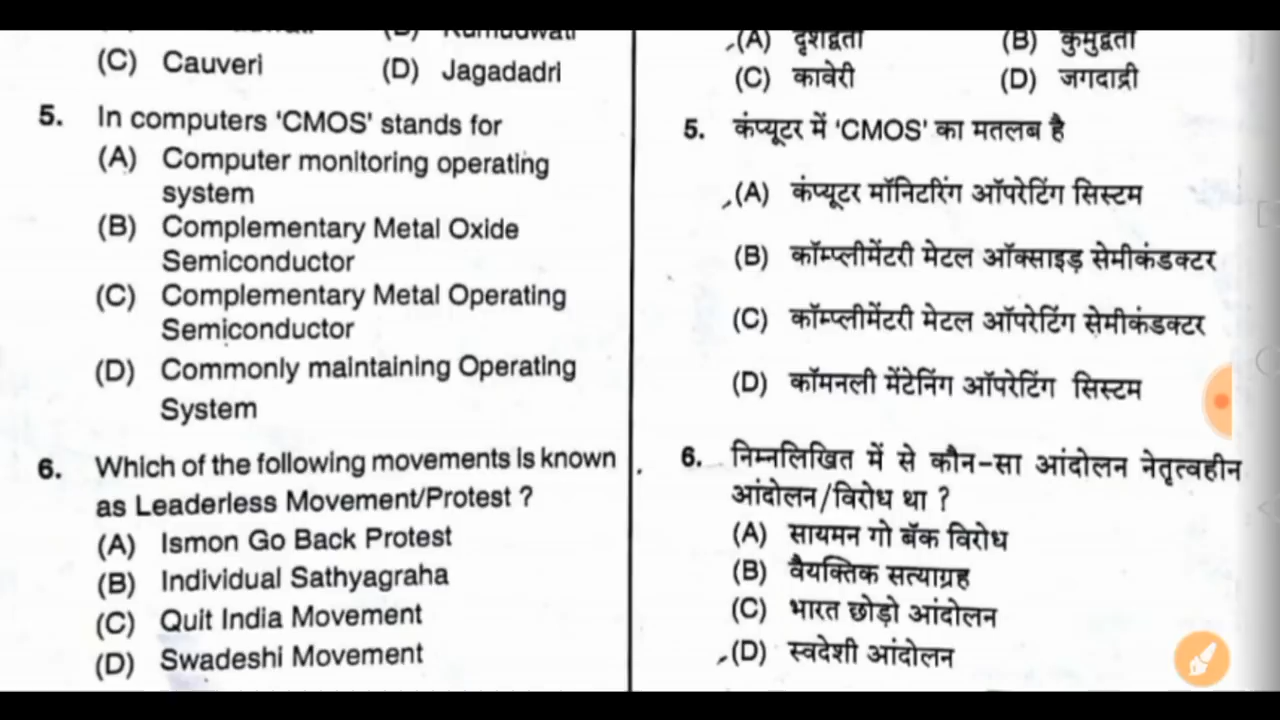 (C) Cauveri (D) Jagadadri
5. In computers 'CMOS' stands for
(A) Computer monitoring operating
system
(B) Complementary Metal Oxide
Semiconductor
(C) Complementary Metal Operating
Semiconductor
(D) Commonly maintaining Operating
System
6. Which of the following movements is known
as Leaderless Movement/Protest ?
(A) Ismon Go Back Protest
(B) Individual Sathyagraha
(C) Quit India Movement
(D) Swadeshi Movement
(A) दृशद्वती (B) कुमुद्वती
(C) कावेरी (D) जगदाद्री
5. कंप्यूटर में 'CMOS' का मतलब है
(A) कंप्यूटर मॉनिटरिंग ऑपरेटिंग सिस्टम
(B) कॉम्प्लीमेंटरी मेटल ऑक्साइड़ सेमीकंडक्टर
(C) कॉम्प्लीमेंटरी मेटल ऑपरेटिंग सेमीकंडक्टर
(D) कॉमनली मेंटेनिंग ऑपरेटिंग सिस्टम
6. निम्नलिखित में से कौन-सा आंदोलन नेतृत्वहीन
आंदोलन/विरोध था ?
(A) सायमन गो बॅक विरोध
(B) वैयक्तिक सत्याग्रह
(C) भारत छोड़ो आंदोलन
(D) स्वदेशी आंदोलन